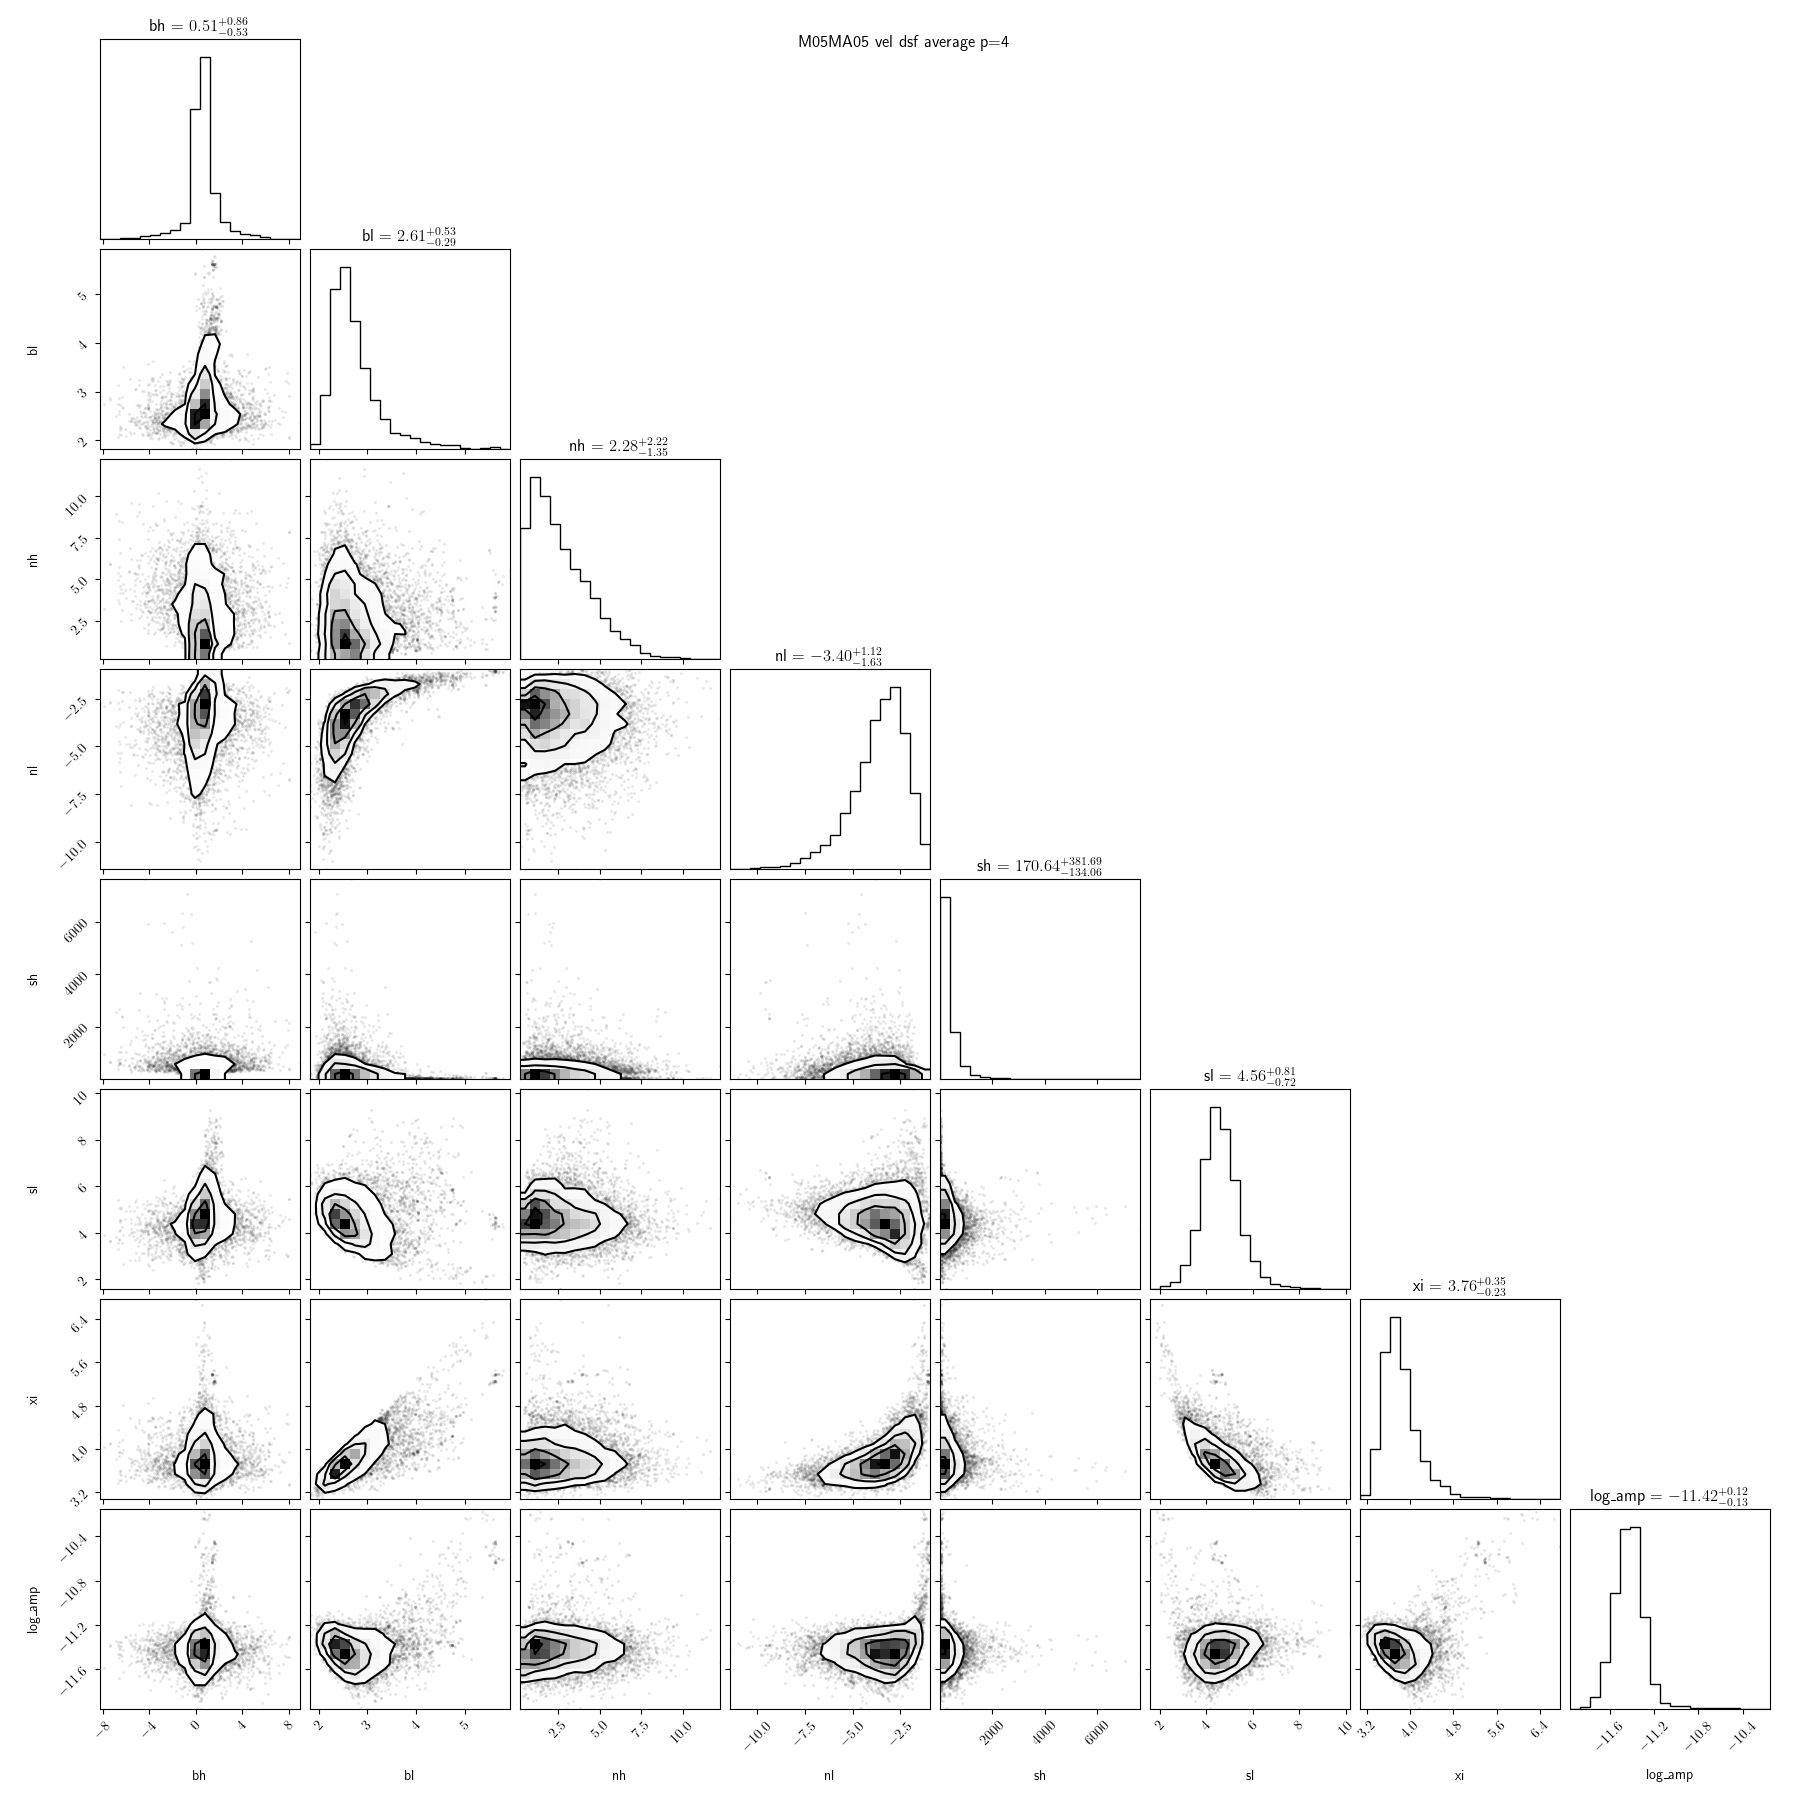 bh = 0.51^{+0.86}_{-0.53}
M05MA05 vel dsf average p=4
bl = 2.61^{+0.53}_{-0.29}
5
4
3
2
bl
nh = 2.28^{+2.22}_{-1.35}
10.0
7.5
5.0
2.5
nh
nl = −3.40^{+1.12}_{-1.63}
−2.5
−5.0
−7.5
−10.0
nl
sh = 170.64^{+381.69}_{-134.06}
6000
4000
2000
sh
sl = 4.56^{+0.81}_{-0.72}
10
8
6
4
2
sl
xi = 3.76^{+0.35}_{-0.23}
6.4
5.6
4.8
4.0
3.2
xi
log_amp = −11.42^{+0.12}_{-0.13}
−10.4
−10.8
−11.2
−11.6
log_amp
−8 −4 0 4 8 2 3 4 5 2.5 5.0 7.5 10.0 −10.0 −7.5 −5.0 −2.5 2000 4000 6000 2 4 6 8 10 3.2 4.0 4.8 5.6 6.4 −11.6 −11.2 −10.8 −10.4
bh bl nh nl sh sl xi log_amp